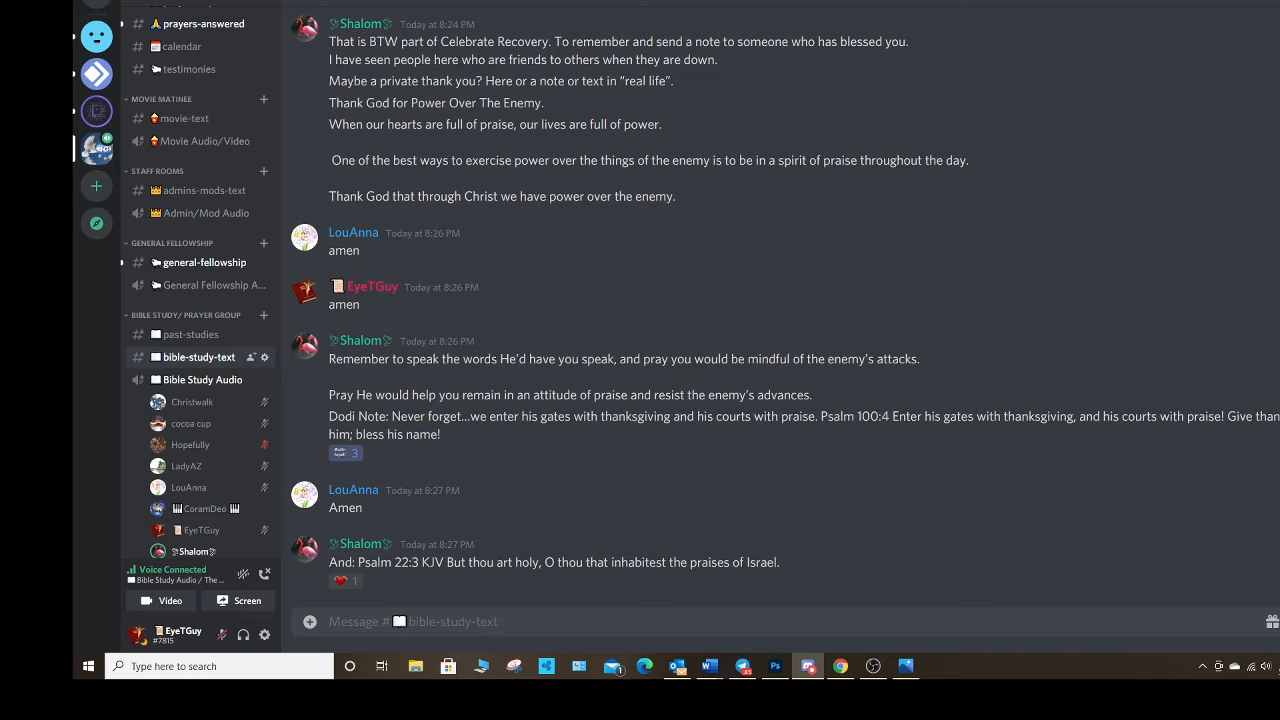 prayers-answered
calendar
testimonies
MOVIE MATINEE
movie-text
Movie Audio/Video
STAFF ROOMS
admins-mods-text
Admin/Mod Audio
GENERAL FELLOWSHIP
general-fellowship
General Fellowship A...
BIBLE STUDY/ PRAYER GROUP
past-studies
bible-study-text
Bible Study Audio
Christwalk
cocoa cup
Hopefully
LadyAZ
LouAnna
CoramDeo
EyeTGuy
Shalom
Voice Connected
Bible Study Audio / The ...
Video Screen
EyeTGuy
#7815
Shalom Today at 8:24 PM
That is BTW part of Celebrate Recovery. To remember and send a note to someone who has blessed you.
I have seen people here who are friends to others when they are down.
Maybe a private thank you? Here or a note or text in “real life”.
Thank God for Power Over The Enemy.
When our hearts are full of praise, our lives are full of power.
One of the best ways to exercise power over the things of the enemy is to be in a spirit of praise throughout the day.
Thank God that through Christ we have power over the enemy.
LouAnna Today at 8:26 PM
amen
EyeTGuy Today at 8:26 PM
amen
Shalom Today at 8:26 PM
Remember to speak the words He’d have you speak, and pray you would be mindful of the enemy’s attacks.
Pray He would help you remain in an attitude of praise and resist the enemy’s advances.
Dodi Note: Never forget...we enter his gates with thanksgiving and his courts with praise. Psalm 100:4 Enter his gates with thanksgiving, and his courts with praise! Give than
him; bless his name!
3
LouAnna Today at 8:27 PM
Amen
Shalom Today at 8:27 PM
And: Psalm 22:3 KJV But thou art holy, O thou that inhabitest the praises of Israel.
1
Message # bible-study-text
Type here to search